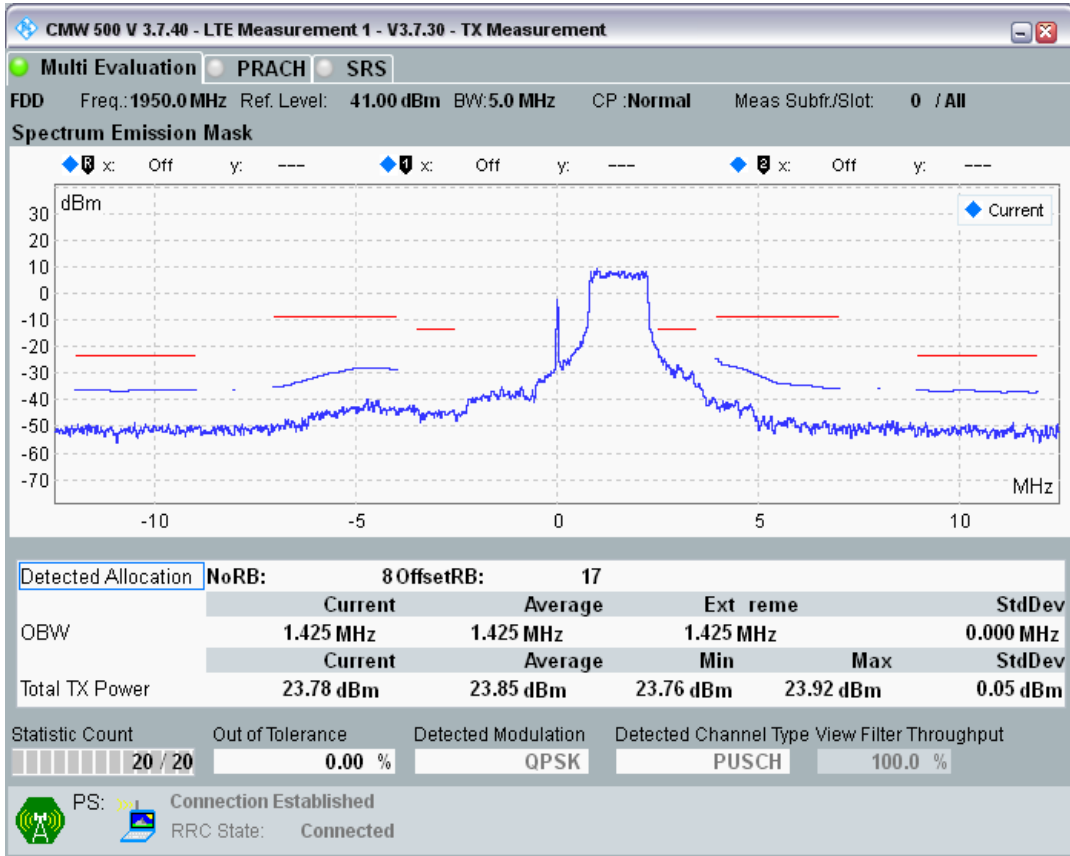 CMW 500 V 3.7.40 - LTE Measurement 1 - V3.7.30 - TX Measurement
Multi Evaluation PRACH SRS
FDD Freq.: 1950.0 MHz Ref. Level: 41.00 dBm BW: 5.0 MHz CP : Normal Meas Subfr./Slot: 0 / All
Spectrum Emission Mask
R x: Off y: --- 1 x: Off y: --- 2 x: Off y: ---
dBm
Current
30
20
10
0
-10
-20
-30
-40
-50
-60
-70
MHz
-10 -5 0 5 10
Detected Allocation NoRB: 8 OffsetRB: 17
Current Average Ext reme StdDev
OBW 1.425 MHz 1.425 MHz 1.425 MHz 0.000 MHz
Current Average Min Max StdDev
Total TX Power 23.78 dBm 23.85 dBm 23.76 dBm 23.92 dBm 0.05 dBm
Statistic Count Out of Tolerance Detected Modulation Detected Channel Type View Filter Throughput
20 / 20 0.00 % QPSK PUSCH 100.0 %
PS: Connection Established
RRC State: Connected